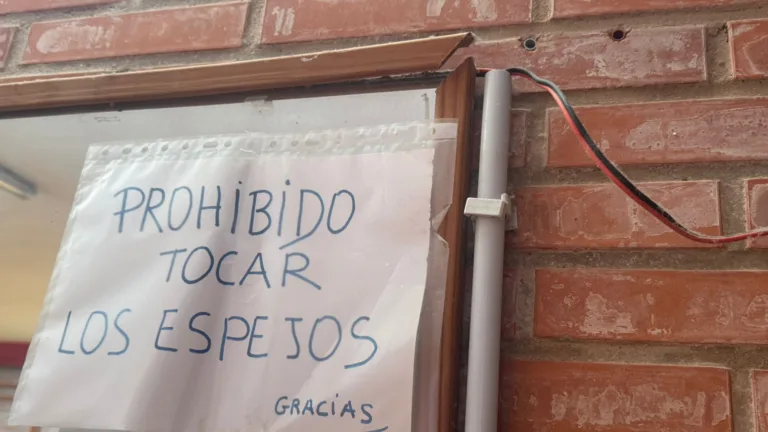 PROHIBIDO
TOCAR
LOS ESPEJOS
GRACIAS